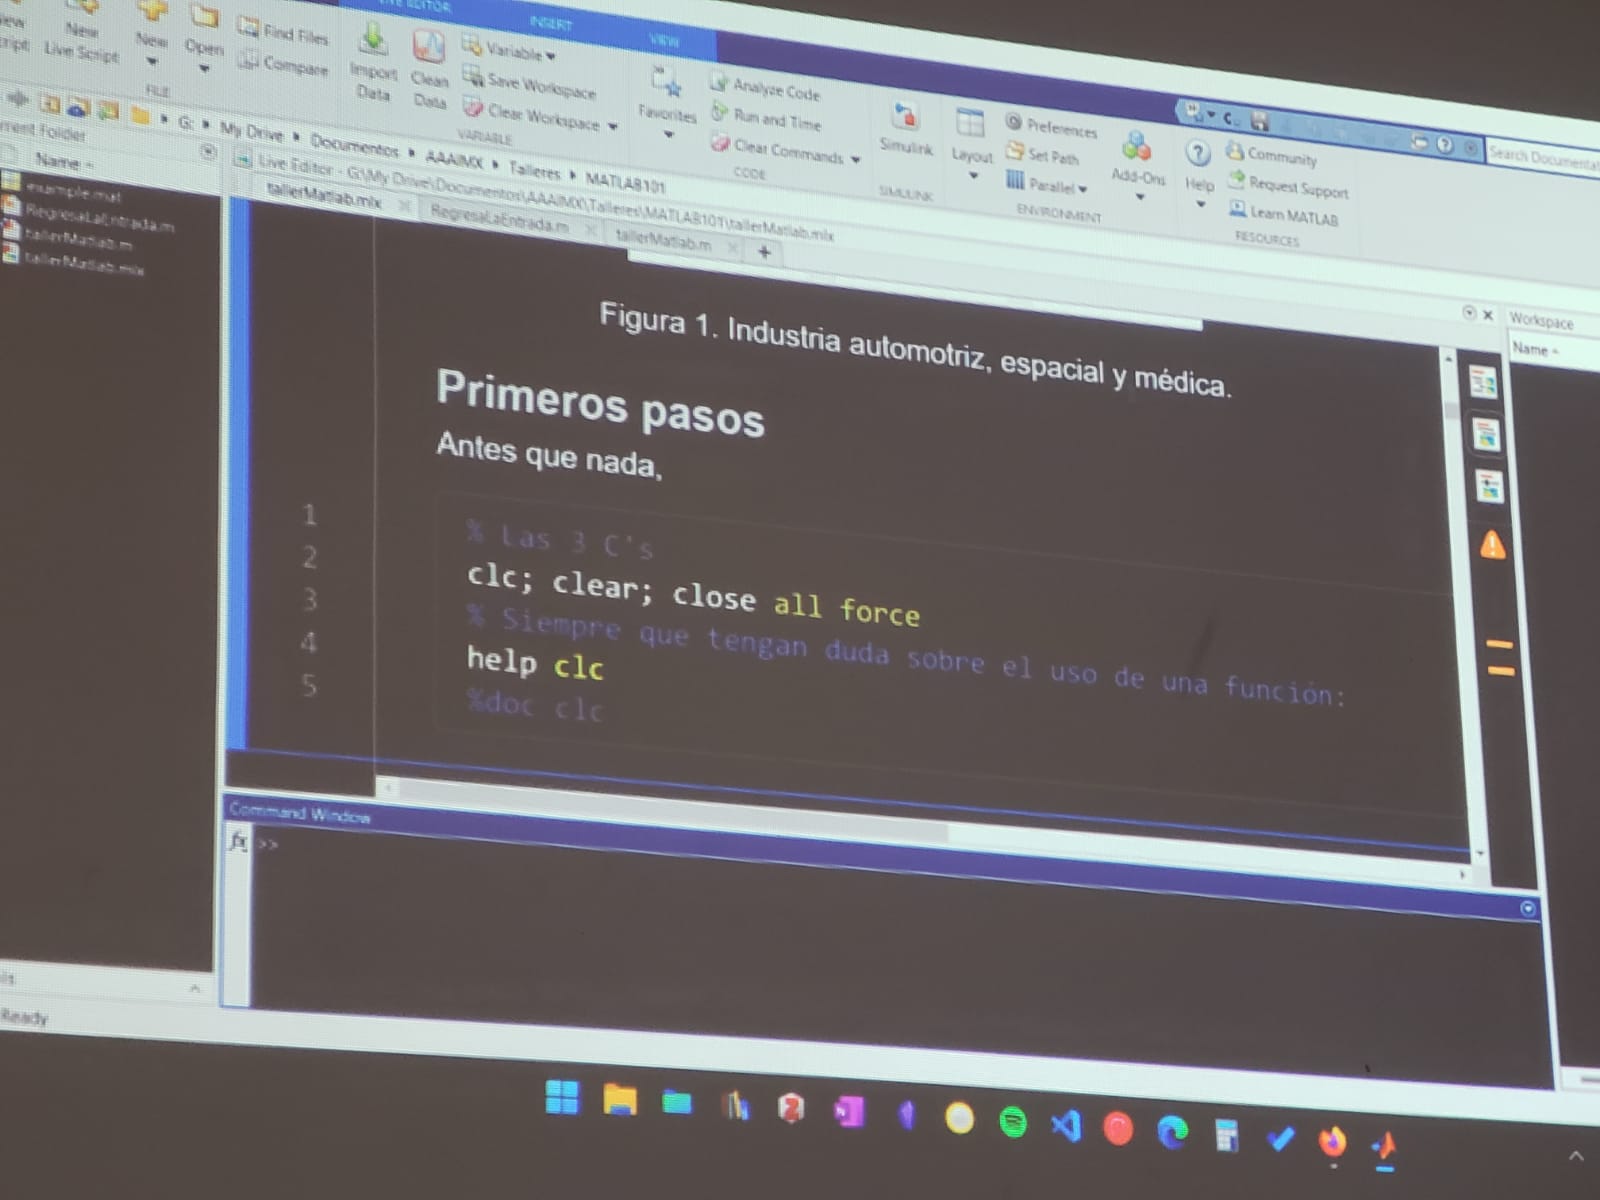 LIVE EDITOR INSERT VIEW
New New Open Find Files
Live Script Compare
FILE
Import Data Clean Data Variable
Save Workspace
Clear Workspace
VARIABLE
Favorites Analyze Code
Run and Time
Clear Commands
CODE
Simulink
SIMULINK
Layout Preferences
Set Path
Parallel
Add-Ons
ENVIRONMENT
Help Community
Request Support
Learn MATLAB
RESOURCES
Search Documentat
G: My Drive Documentos AAAIMX Talleres MATLAB101
Folder
Name
example.mat
RegresaLaEntrada.m
tallerMatlab.m
tallerMatlab.mlx
Live Editor - G:\My Drive\Documentos\AAAIMX\Talleres\MATLAB101\tallerMatlab.mlx
tallerMatlab.mlx RegresaLaEntrada.m tallerMatlab.m +
Figura 1. Industria automotriz, espacial y médica.
Primeros pasos
Antes que nada,
1 % Las 3 C's
2 clc; clear; close all force
3 % Siempre que tengan duda sobre el uso de una función:
4 help clc
5 %doc clc
Workspace
Name
Command Window
fx >>
Ready